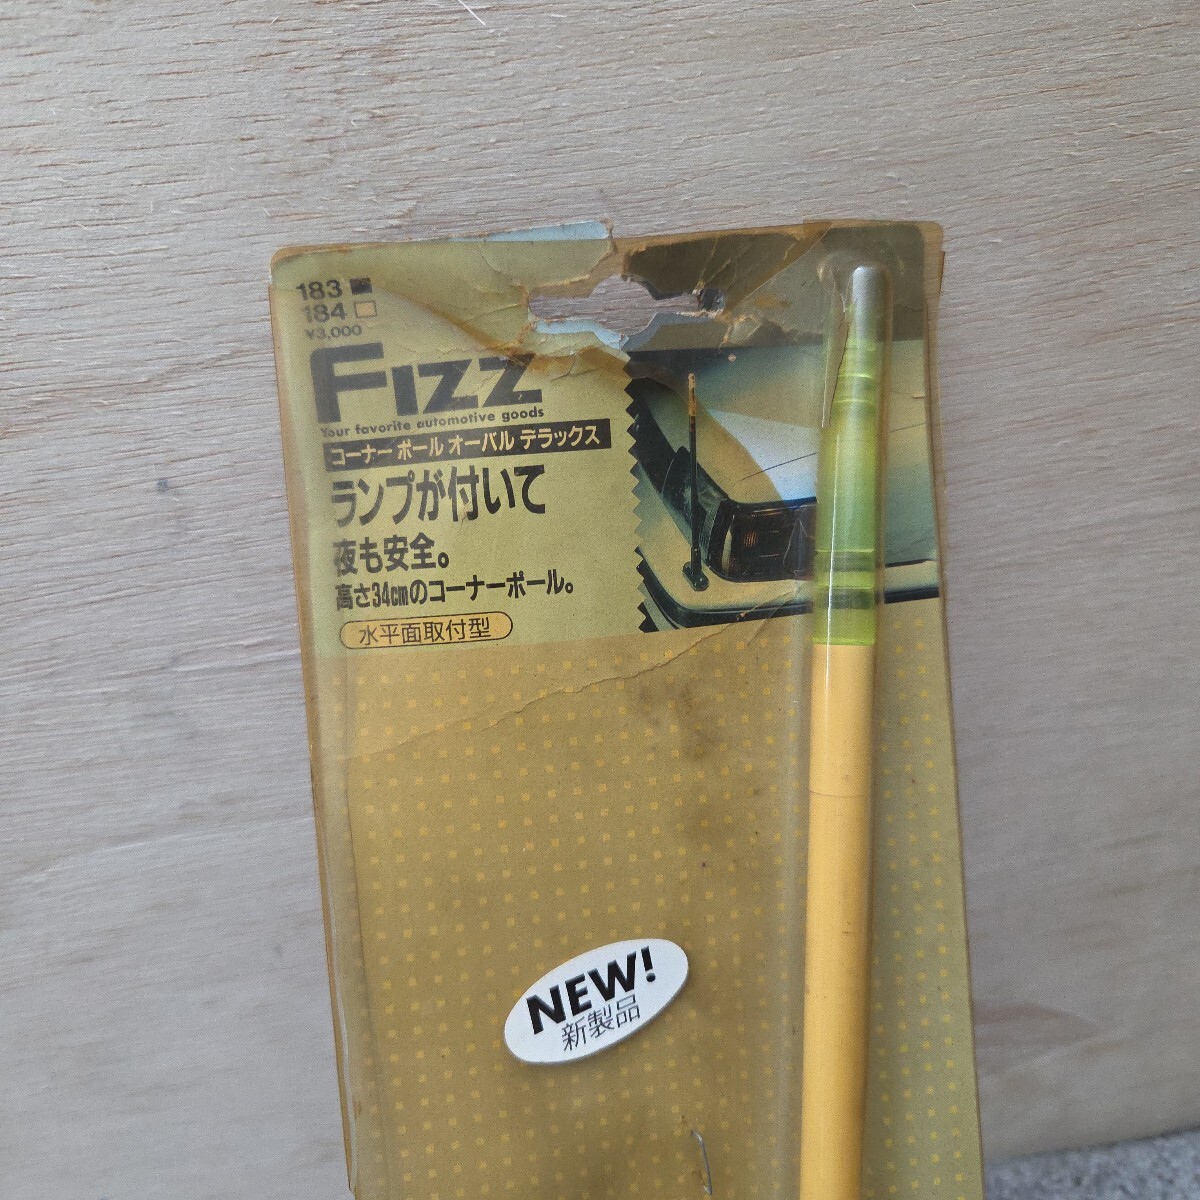 183
184
¥3,000
Fizz
Your favorite automotive goods
コーナー ポール オーバル デラックス
ランプが付いて
夜も安全。
高さ34cmのコーナーポール。
水平面取付型
NEW!
新製品